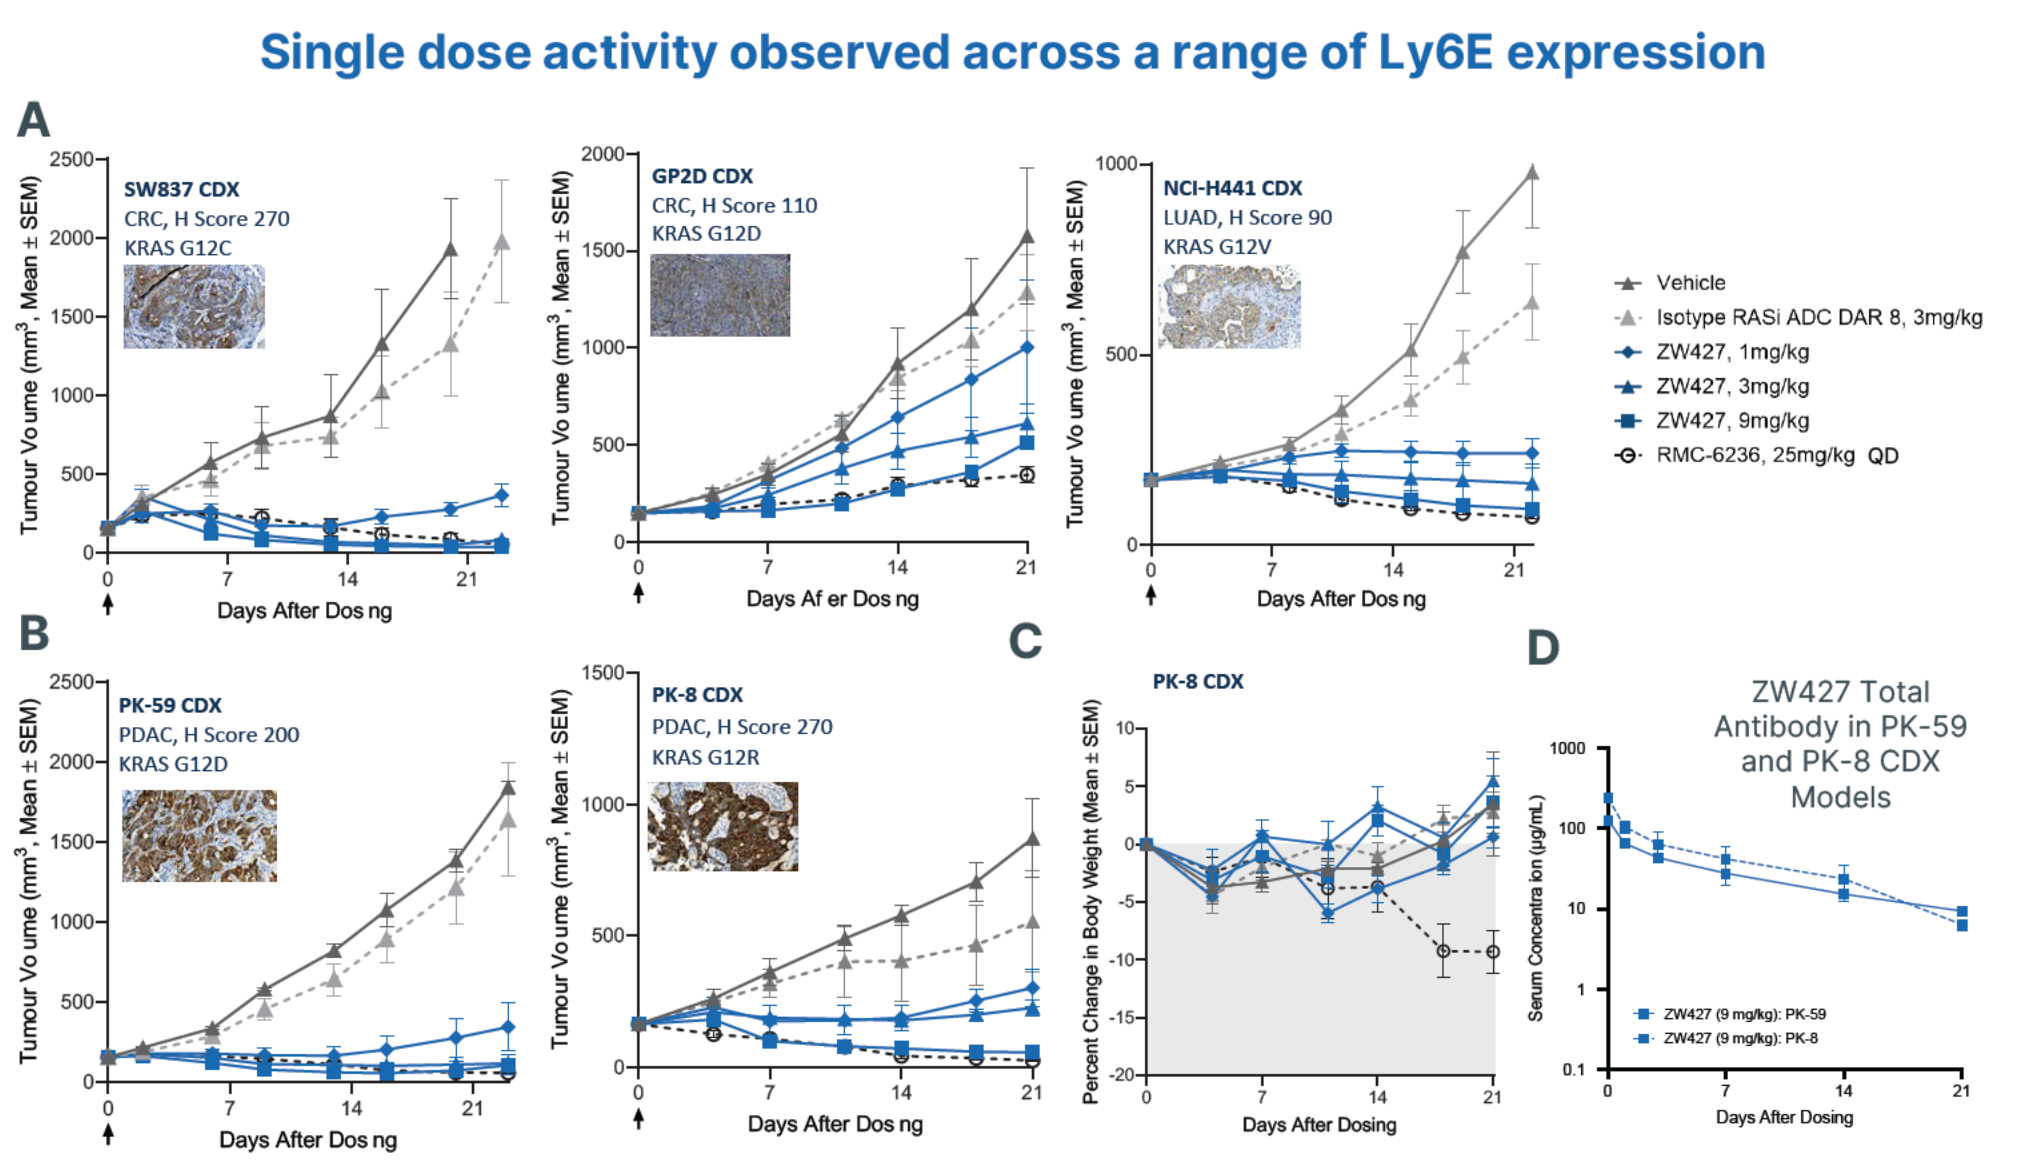 Single dose activity observed across a range of Ly6E expression
A
Tumour Vo ume (mm³, Mean ± SEM)
2500
2000
1500
1000
500
0
SW837 CDX
CRC, H Score 270
KRAS G12C
0 7 14 21
Days After Dos ng
Tumour Vo ume (mm³, Mean ± SEM)
2000
1500
1000
500
0
GP2D CDX
CRC, H Score 110
KRAS G12D
0 7 14 21
Days Af er Dos ng
Tumour Vo ume (mm³, Mean ± SEM)
1000
500
0
NCI-H441 CDX
LUAD, H Score 90
KRAS G12V
0 7 14 21
Days After Dos ng
Vehicle
Isotype RASi ADC DAR 8, 3mg/kg
ZW427, 1mg/kg
ZW427, 3mg/kg
ZW427, 9mg/kg
RMC-6236, 25mg/kg QD
B
Tumour Vo ume (mm³, Mean ± SEM)
2500
2000
1500
1000
500
0
PK-59 CDX
PDAC, H Score 200
KRAS G12D
0 7 14 21
Days After Dos ng
Tumour Vo ume (mm³, Mean ± SEM)
1500
1000
500
0
PK-8 CDX
PDAC, H Score 270
KRAS G12R
0 7 14 21
Days After Dos ng
C
PK-8 CDX
Percent Change in Body Weight (Mean ± SEM)
10
5
0
-5
-10
-15
-20
0 7 14 21
Days After Dosing
D
ZW427 Total
Antibody in PK-59
and PK-8 CDX
Models
Serum Concentra ion (µg/mL)
1000
100
10
1
0.1
ZW427 (9 mg/kg): PK-59
ZW427 (9 mg/kg): PK-8
0 7 14 21
Days After Dosing